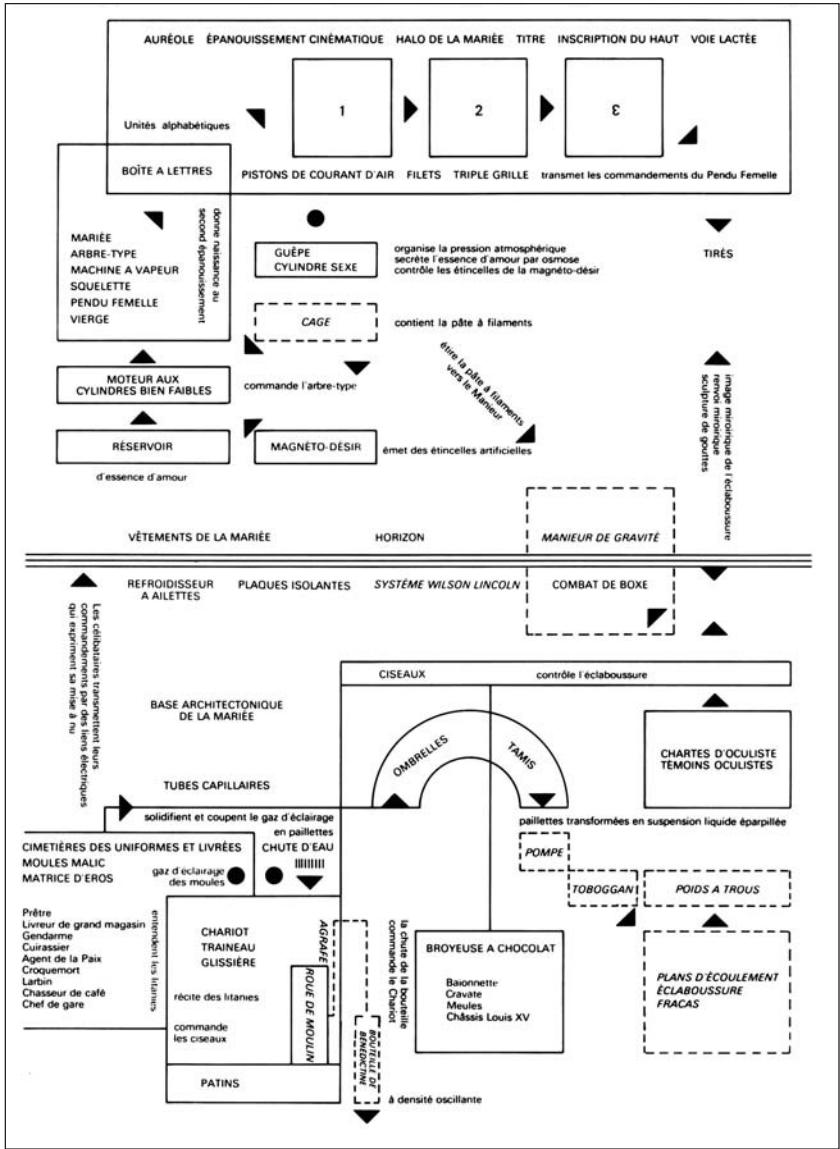 AURÉOLE ÉPANOUISSEMENT CINÉMATIQUE HALO DE LA MARIÉE TITRE INSCRIPTION DU HAUT VOIE LACTÉE
1
2
3
Unités alphabétiques
BOÎTE A LETTRES
PISTONS DE COURANT D'AIR FILETS TRIPLE GRILLE transmet les commandements du Pendu Femelle
MARIÉE
ARBRE-TYPE
MACHINE A VAPEUR
SQUELETTE
PENDU FEMELLE
VIERGE
donne naissance au
second épanouissement
GUÊPE
CYLINDRE SEXE
organise la pression atmosphérique
secrète l'essence d'amour par osmose
contrôle les étincelles de la magnéto-désir
TIRÉS
CAGE
contient la pâte à filaments
étire la pâte à filaments
vers le Manieur
MOTEUR AUX
CYLINDRES BIEN FAIBLES
commande l'arbre-type
RÉSERVOIR
d'essence d'amour
MAGNÉTO-DÉSIR
émet des étincelles artificielles
image miroirique de l'éclaboussure
renvoi miroirique
sculpture de gouttes
VÊTEMENTS DE LA MARIÉE
HORIZON
MANIEUR DE GRAVITÉ
REFROIDISSEUR
A AILETTES
PLAQUES ISOLANTES
SYSTÉME WILSON LINCOLN
COMBAT DE BOXE
Les célibataires transmettent leurs
commandements par des liens électriques
qui expriment sa mise à nu
CISEAUX
contrôle l'éclaboussure
BASE ARCHITECTONIQUE
DE LA MARIÉE
OMBRELLES
TAMIS
CHARTES D'OCULISTE
TÉMOINS OCULISTES
TUBES CAPILLAIRES
solidifient et coupent le gaz d'éclairage
en paillettes
paillettes transformées en suspension liquide éparpillée
CIMETIÈRES DES UNIFORMES ET LIVRÉES
MOULES MALIC
MATRICE D'EROS
gaz d'éclairage
des moules
CHUTE D'EAU
POMPE
TOBOGGAN
POIDS A TROUS
Prêtre
Livreur de grand magasin
Gendarme
Cuirassier
Agent de la Paix
Croquemort
Larbin
Chasseur de café
Chef de gare
entendent les litanies
CHARIOT
TRAINEAU
GLISSIÈRE
récite des litanies
commande
les ciseaux
AGRAFE
ROUE DE MOULIN
PATINS
la chute de la bouteille
commande le Chariot
BOUTEILLE DE
BÉNÉDICTINE
à densité oscillante
BROYEUSE A CHOCOLAT
Baïonnette
Cravate
Meules
Châssis Louis XV
PLANS D'ÉCOULEMENT
ÉCLABOUSSURE
FRACAS